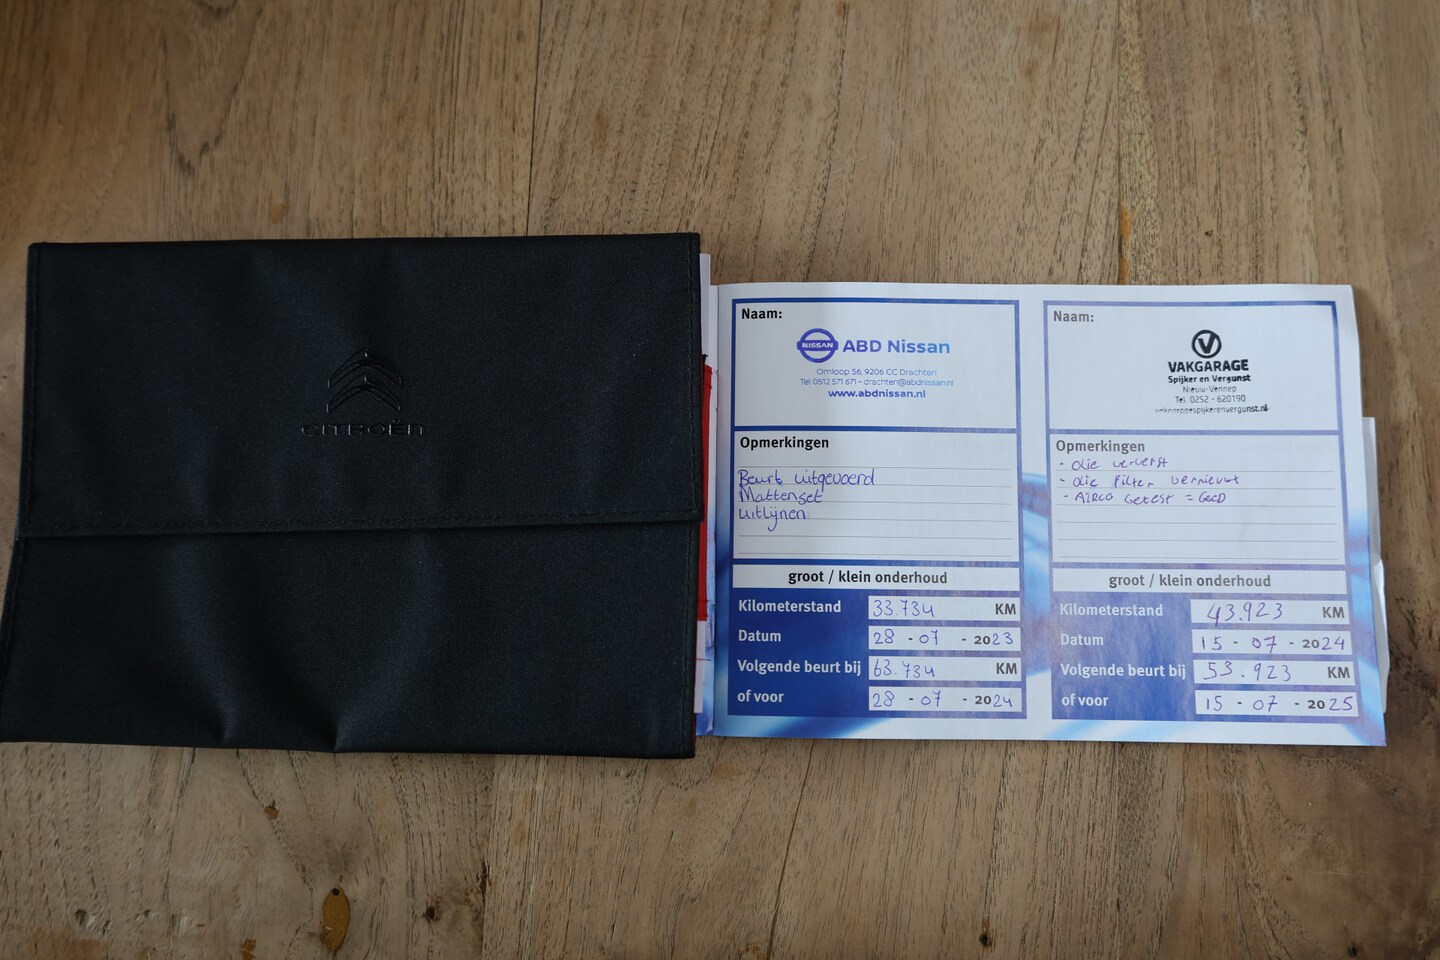 CITROËN
Naam:
NISSAN ABD Nissan
Omloop 56, 9206 CC Drachten
Tel 0512 571 671 - drachten@abdnissan.nl
www.abdnissan.nl
Opmerkingen
Beurt uitgevoerd
Mattenset
Uitlijnen
groot / klein onderhoud
Kilometerstand 33.734 KM
Datum 28 - 07 - 2023
Volgende beurt bij 63.734 KM
of voor 28 - 07 - 2024
Naam:
V
VAKGARAGE
Spijker en Vergunst
Nieuw-Vennep
Tel. 0252 - 620190
vakgaragespijkerenvergunst.nl
Opmerkingen
- olie ververst
- olie filter vernieuwt
- AIRCO Getest = GOED
groot / klein onderhoud
Kilometerstand 43.923 KM
Datum 15 - 07 - 2024
Volgende beurt bij 53.923 KM
of voor 15 - 07 - 2025